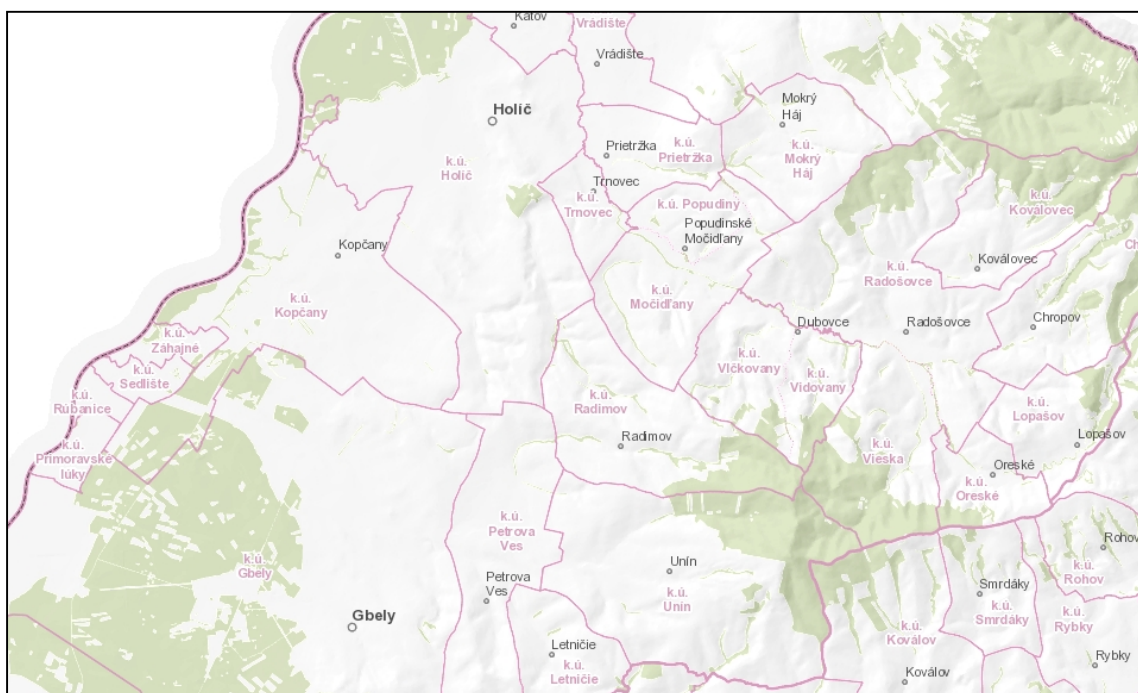 Kátov
Vrádište
Vrádište
Mokrý
Háj
Holíč
k.ú.
Prietržka
k.ú.
Mokrý
Háj
Prietržka
k.ú.
Holíč
Trnovec
k.ú.
Trnovec
k.ú. Popudiny
k.ú.
Koválovec
Popudinské
Močidľany
Kopčany
Koválovec
k.ú.
Radošovce
k.ú.
Kopčany
k.ú.
Močidľany
Dubovce
Radošovce
Chropov
k.ú.
Záhajné
k.ú.
Sedlište
k.ú.
Vlčkovany
k.ú.
Vidovany
k.ú.
Rúbanice
k.ú.
Radimov
k.ú.
Lopašov
Radimov
Lopašov
k.ú.
Primoravské
lúky
k.ú.
Vieska
Oreské
k.ú.
Oreské
k.ú.
Petrova
Ves
Rohov
k.ú.
Gbely
Unín
k.ú.
Rohov
Petrova
Ves
k.ú.
Unín
Smrdáky
k.ú.
Smrdáky
k.ú.
Rybky
Gbely
k.ú.
Koválov
Letničie
k.ú.
Letničie
Rybky
Koválov